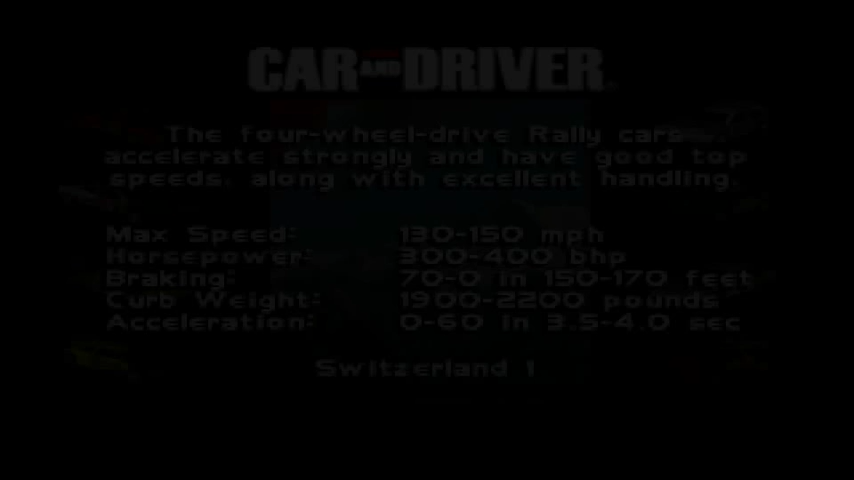 CAR AND DRIVER
The four-wheel-drive Rally cars
accelerate strongly and have good top
speeds, along with excellent handling.
Max Speed: 130-150 mph
Horsepower: 300-400 bhp
Braking: 70-0 in 150-170 feet
Curb Weight: 1900-2200 pounds
Acceleration: 0-60 in 3.5-4.0 sec
Switzerland 1